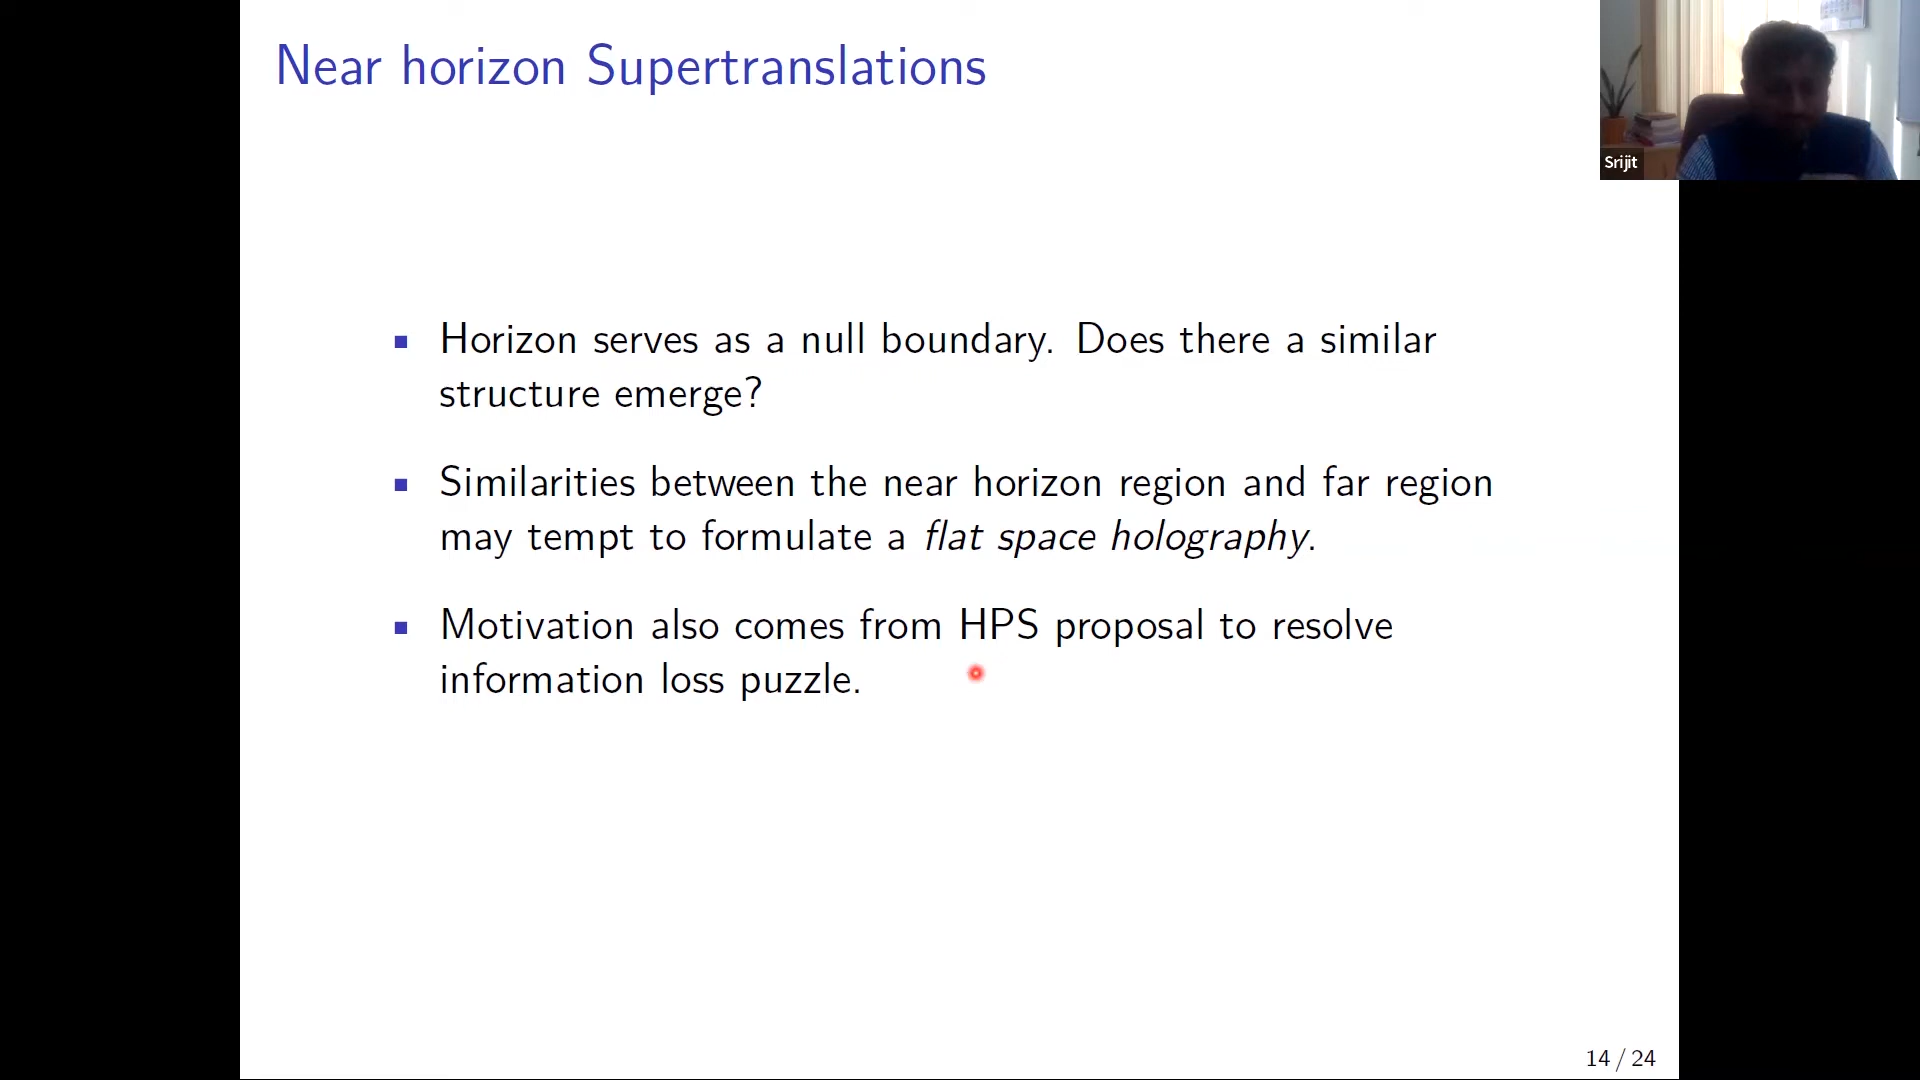 Near horizon Supertranslations
Srijit
Horizon serves as a null boundary. Does there a similar
structure emerge?
Similarities between the near horizon region and far region
may tempt to formulate a flat space holography.
Motivation also comes from HPS proposal to resolve
information loss puzzle.
14 / 24